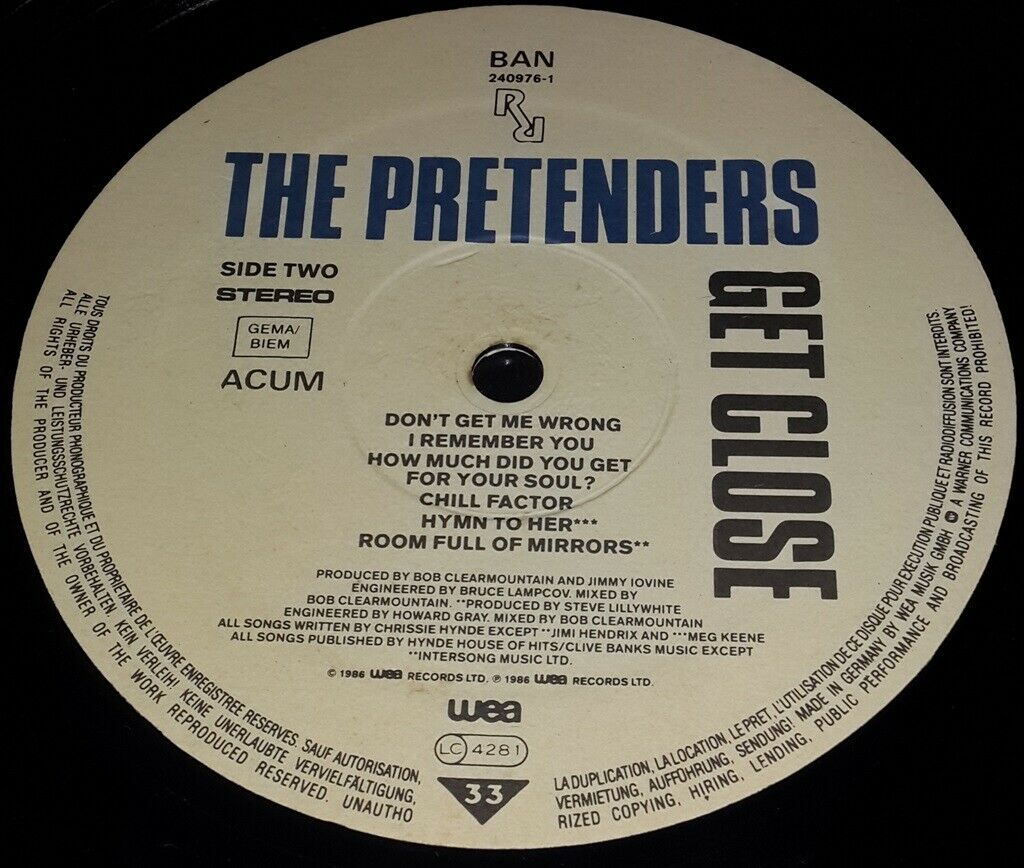 BAN
240976-1
THE PRETENDERS
GET CLOSE
SIDE TWO
STEREO
GEMA/
BIEM
ACUM
DON'T GET ME WRONG
I REMEMBER YOU
HOW MUCH DID YOU GET
FOR YOUR SOUL?
CHILL FACTOR
HYMN TO HER***
ROOM FULL OF MIRRORS**
PRODUCED BY BOB CLEARMOUNTAIN AND JIMMY IOVINE
ENGINEERED BY BRUCE LAMPCOV. MIXED BY
BOB CLEARMOUNTAIN. **PRODUCED BY STEVE LILLYWHITE
ENGINEERED BY HOWARD GRAY. MIXED BY BOB CLEARMOUNTAIN
ALL SONGS WRITTEN BY CHRISSIE HYNDE EXCEPT **JIMI HENDRIX AND ***MEG KEENE
ALL SONGS PUBLISHED BY HYNDE HOUSE OF HITS/CLIVE BANKS MUSIC EXCEPT
**INTERSONG MUSIC LTD.
© 1986 wea RECORDS LTD. ℗ 1986 wea RECORDS LTD.
wea
LC 4281
33
TOUS DROITS DU PRODUCTEUR PHONOGRAPHIQUE ET DU PROPRIETAIRE DE L'ŒUVRE ENREGISTREE RESERVES. SAUF AUTORISATION, LA DUPLICATION, LA LOCATION, LE PRET, L'UTILISATION DE CE DISQUE POUR EXECUTION PUBLIQUE ET RADIODIFFUSION SONT INTERDITS.
ALLE URHEBER- UND LEISTUNGSSCHUTZRECHTE VORBEHALTEN. KEIN VERLEIH! KEINE UNERLAUBTE VERVIELFÄLTIGUNG, VERMIETUNG, AUFFÜHRUNG, SENDUNG! MADE IN GERMANY BY WEA MUSIK GMBH A WARNER COMMUNICATIONS COMPANY
ALL RIGHTS OF THE PRODUCER AND OF THE OWNER OF THE WORK REPRODUCED RESERVED. UNAUTHORIZED COPYING, HIRING, LENDING, PUBLIC PERFORMANCE AND BROADCASTING OF THIS RECORD PROHIBITED!